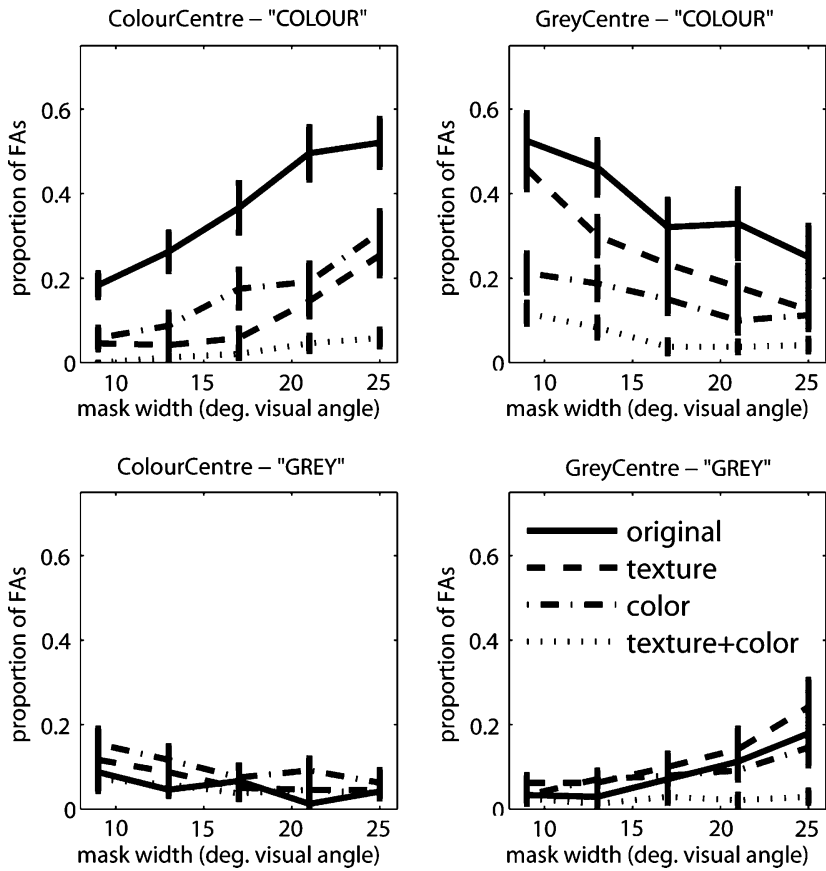 ColourCentre – "COLOUR"
GreyCentre – "COLOUR"
proportion of FAs
0.6
0.4
0.2
0
10 15 20 25
mask width (deg. visual angle)
proportion of FAs
0.6
0.4
0.2
0
10 15 20 25
mask width (deg. visual angle)
ColourCentre – "GREY"
GreyCentre – "GREY"
proportion of FAs
0.6
0.4
0.2
0
10 15 20 25
mask width (deg. visual angle)
proportion of FAs
0.6
0.4
0.2
0
10 15 20 25
mask width (deg. visual angle)
original
texture
color
texture+color